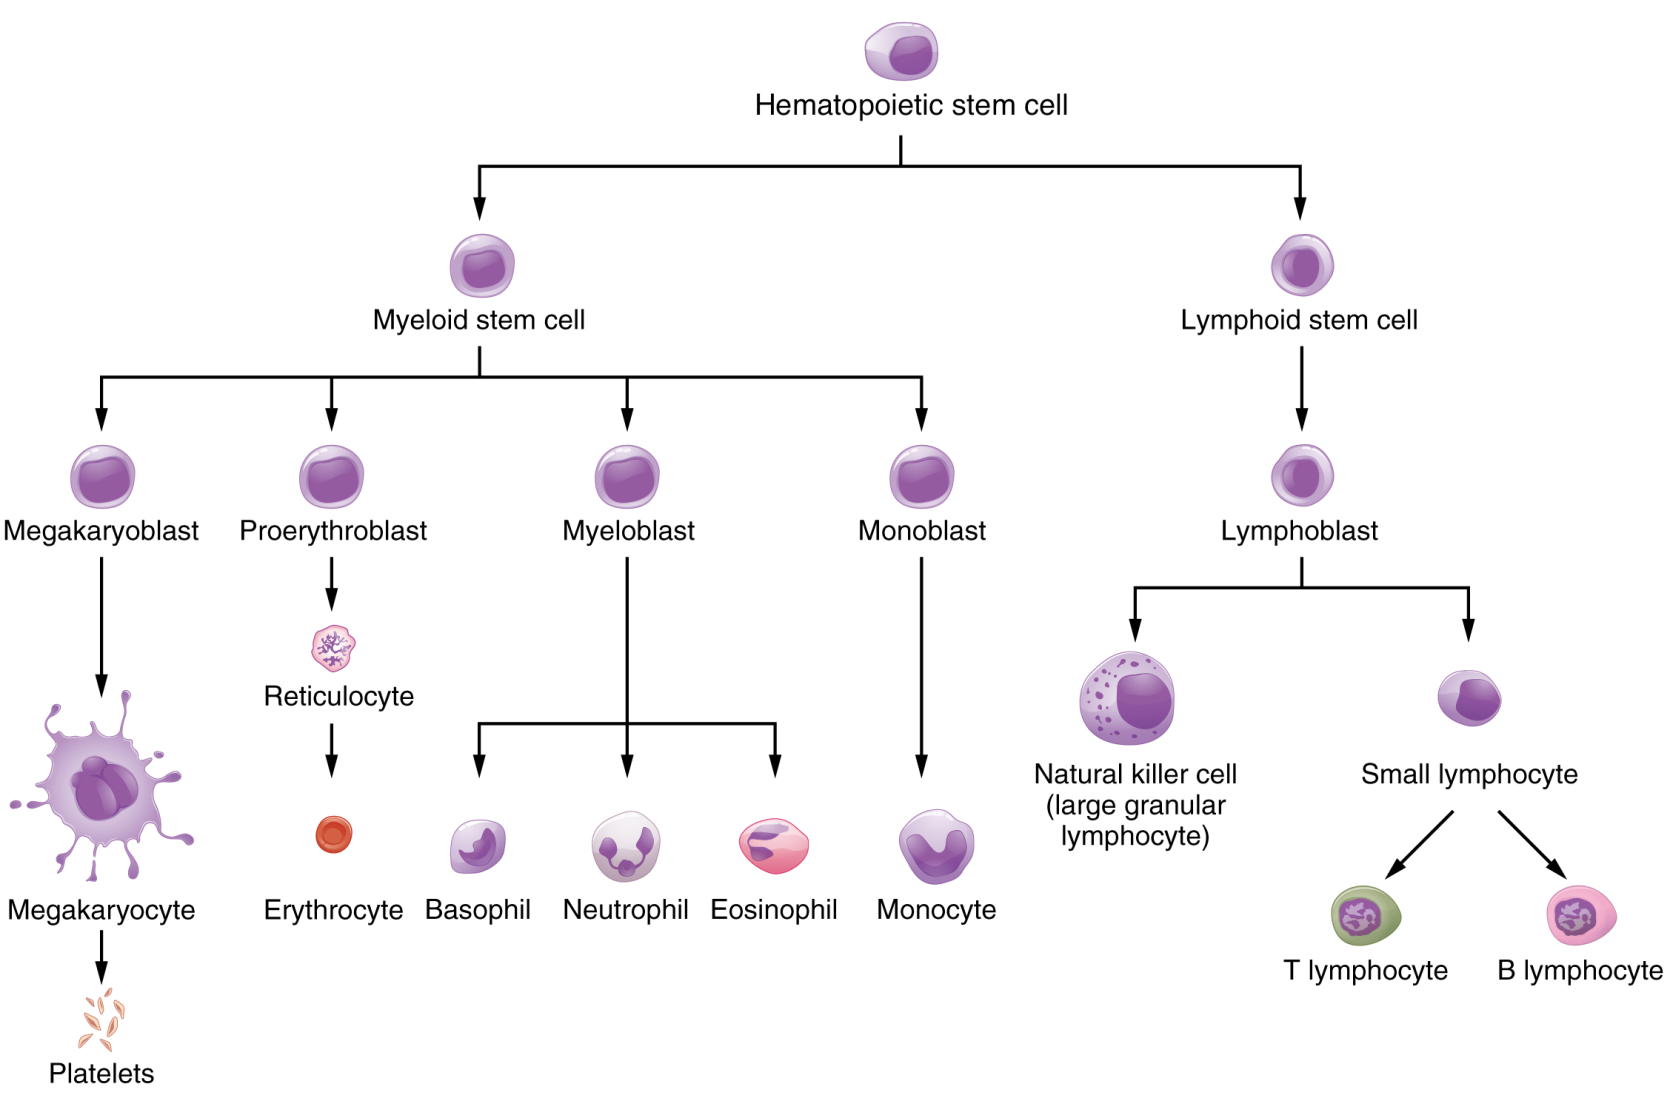 Hematopoietic stem cell
Myeloid stem cell
Lymphoid stem cell
Megakaryoblast
Proerythroblast
Myeloblast
Monoblast
Lymphoblast
Reticulocyte
Natural killer cell
(large granular
lymphocyte)
Small lymphocyte
Megakaryocyte
Erythrocyte
Basophil
Neutrophil
Eosinophil
Monocyte
T lymphocyte
B lymphocyte
Platelets